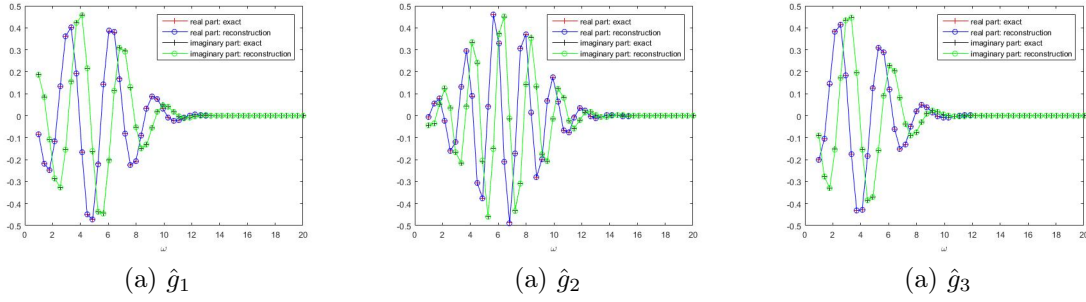 0.5
0.4
0.3
0.2
0.1
0
-0.1
-0.2
-0.3
-0.4
-0.5
0 2 4 6 8 10 12 14 16 18 20
ω
real part: exact
real part: reconstruction
imaginary part: exact
imaginary part: reconstruction
(a) ĝ1
0.5
0.4
0.3
0.2
0.1
0
-0.1
-0.2
-0.3
-0.4
-0.5
0 2 4 6 8 10 12 14 16 18 20
ω
real part: exact
real part: reconstruction
imaginary part: exact
imaginary part: reconstruction
(a) ĝ2
0.5
0.4
0.3
0.2
0.1
0
-0.1
-0.2
-0.3
-0.4
-0.5
0 2 4 6 8 10 12 14 16 18 20
ω
real part: exact
real part: reconstruction
imaginary part: exact
imaginary part: reconstruction
(a) ĝ3